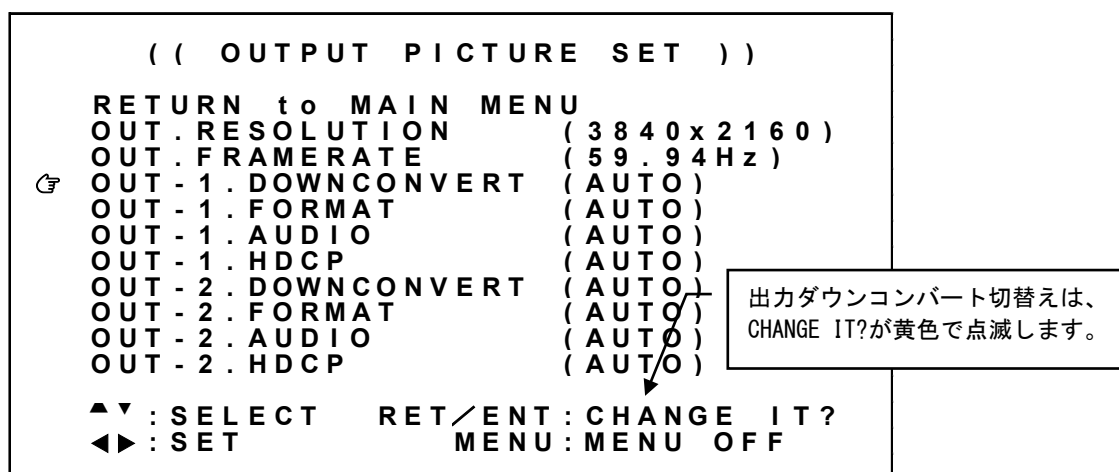 (( OUTPUT PICTURE SET ))
RETURN to MAIN MENU
OUT.RESOLUTION (3840x2160)
OUT.FRAMERATE (59.94Hz)
☞ OUT-1.DOWNCONVERT (AUTO)
OUT-1.FORMAT (AUTO)
OUT-1.AUDIO (AUTO)
OUT-1.HDCP (AUTO)
OUT-2.DOWNCONVERT (AUTO)
OUT-2.FORMAT (AUTO)
OUT-2.AUDIO (AUTO)
OUT-2.HDCP (AUTO)
出力ダウンコンバート切替えは、
CHANGE IT?が黄色で点滅します。
▲▼:SELECT RET/ENT:CHANGE IT?
◀▶:SET MENU:MENU OFF